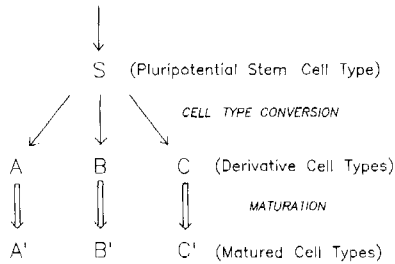 S (Pluripotential Stem Cell Type)
CELL TYPE CONVERSION
A B C (Derivative Cell Types)
MATURATION
A' B' C' (Matured Cell Types)